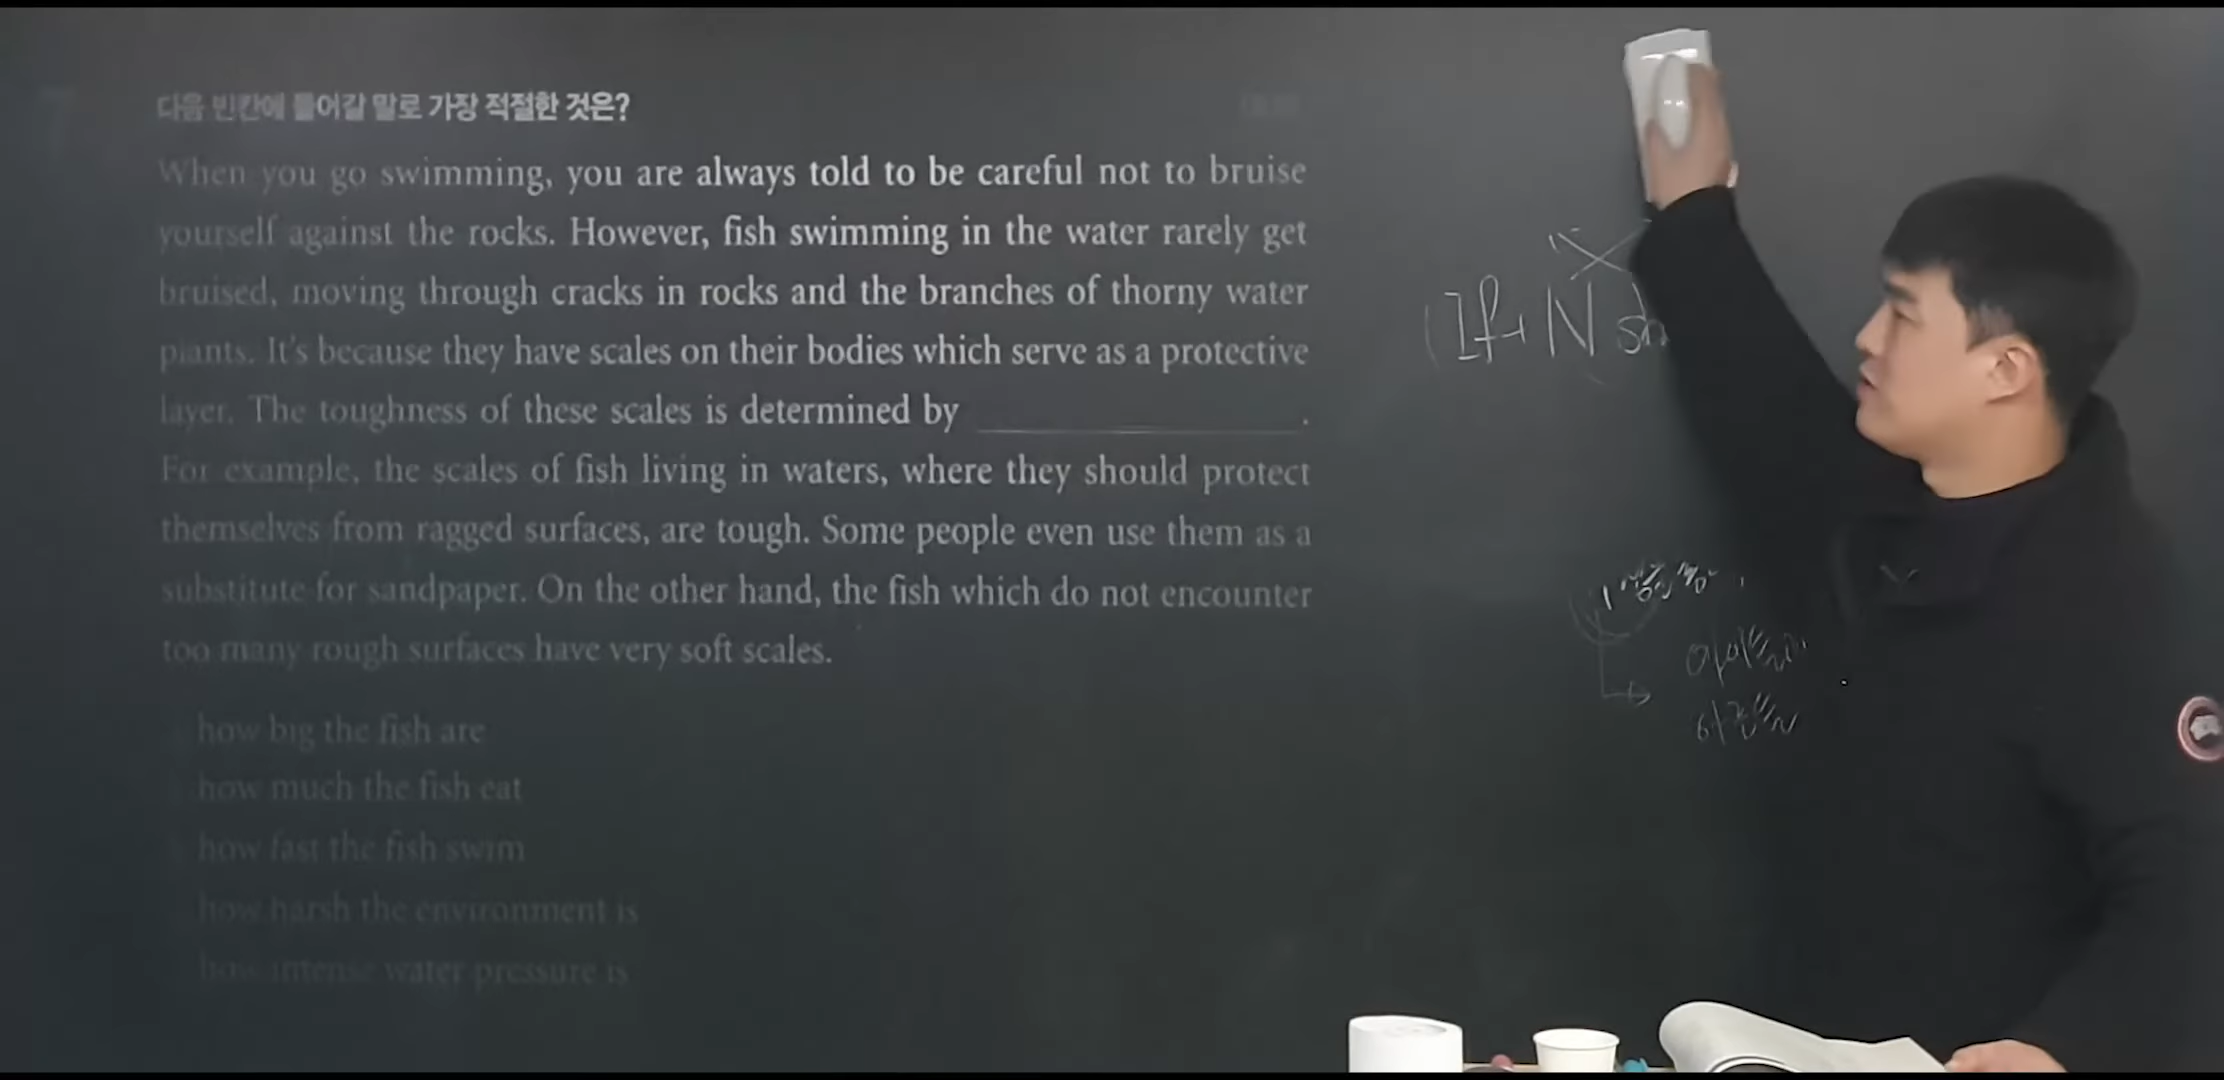 다음 빈칸에 들어갈 말로 가장 적절한 것은?
When you go swimming, you are always told to be careful not to bruise
yourself against the rocks. However, fish swimming in the water rarely get
bruised, moving through cracks in rocks and the branches of thorny water
plants. It's because they have scales on their bodies which serve as a protective
layer. The toughness of these scales is determined by ____________.
For example, the scales of fish living in waters, where they should protect
themselves from ragged surfaces, are tough. Some people even use them as a
substitute for sandpaper. On the other hand, the fish which do not encounter
too many rough surfaces have very soft scales.
how big the fish are
how much the fish eat
how fast the fish swim
how harsh the environment is
how intense water pressure is
(If+ N sh